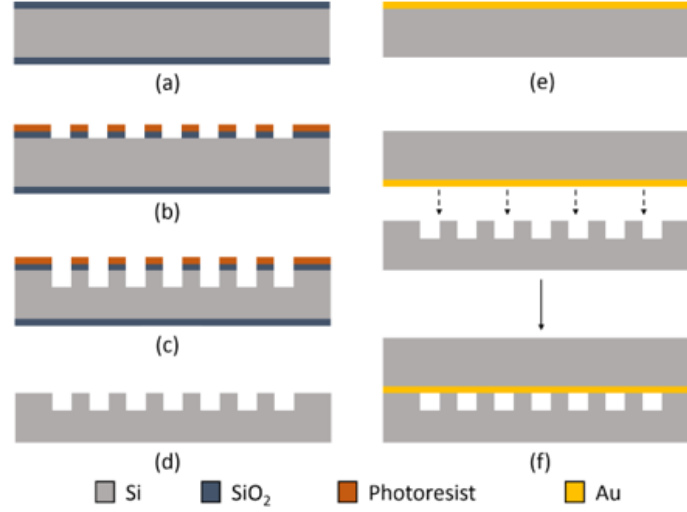 (a)
(b)
(c)
(d)
(e)
(f)
Si SiO₂ Photoresist Au